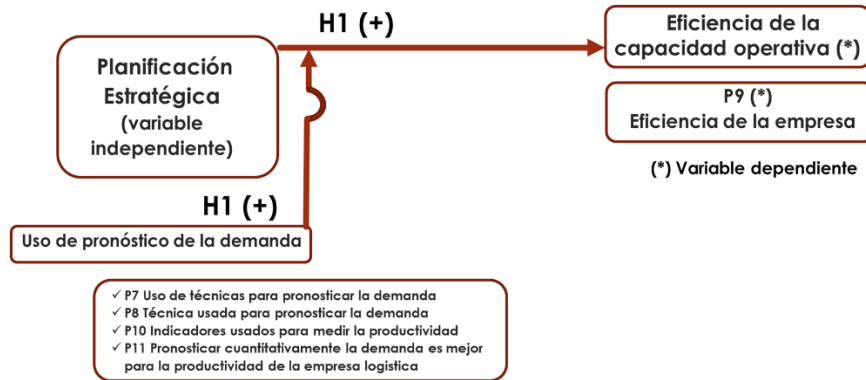 H1 (+)
Planificación
Estratégica
(variable
independiente)
Eficiencia de la
capacidad operativa (*)
P9 (*)
Eficiencia de la empresa
(*) Variable dependiente
H1 (+)
Uso de pronóstico de la demanda
✓ P7 Uso de técnicas para pronosticar la demanda
✓ P8 Técnica usada para pronosticar la demanda
✓ P10 Indicadores usados para medir la productividad
✓ P11 Pronosticar cuantitativamente la demanda es mejor
para la productividad de la empresa logistica